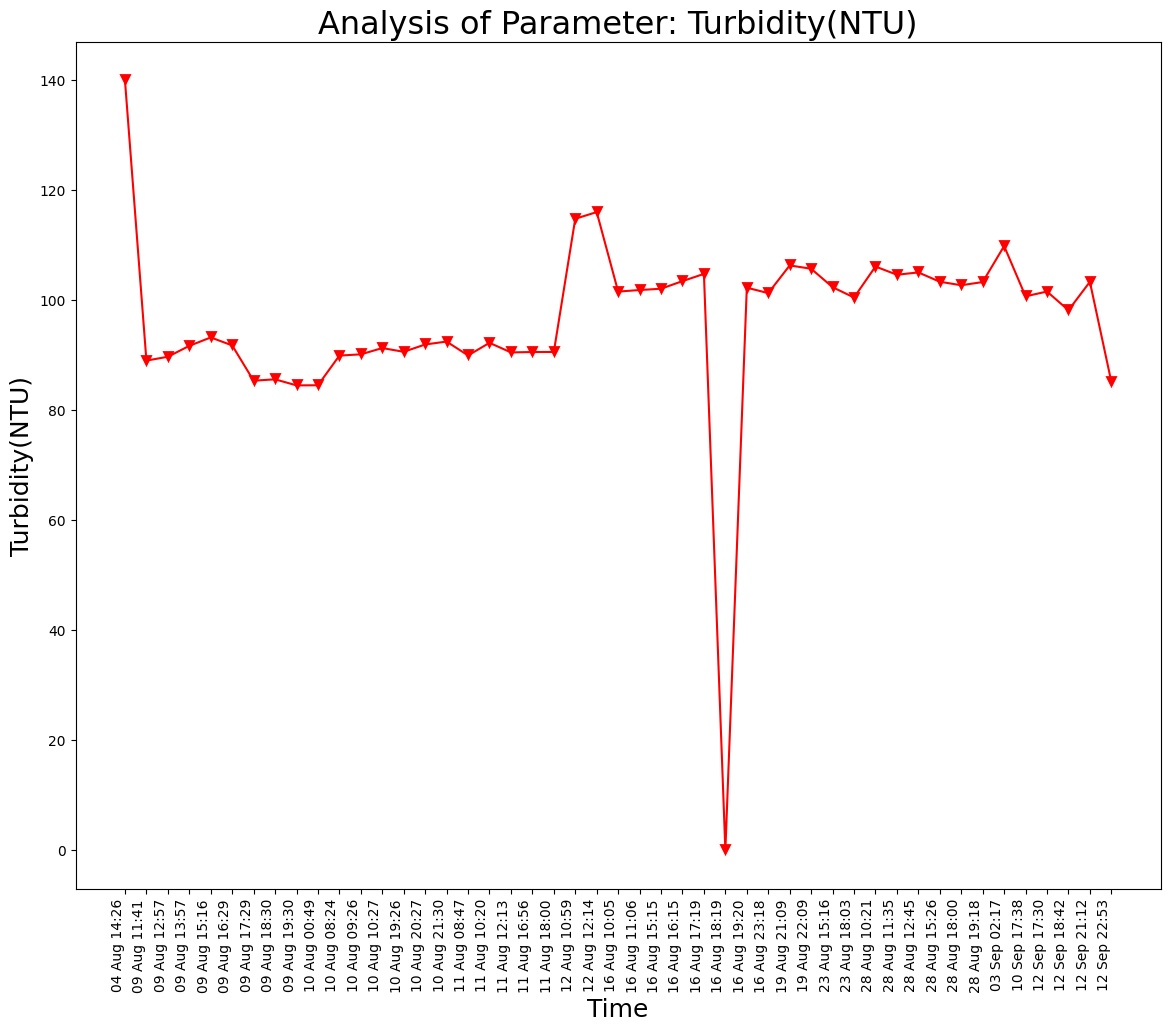 Analysis of Parameter: Turbidity(NTU)
140
120
100
80
60
40
20
0
Turbidity(NTU)
04 Aug 14:26
09 Aug 11:41
09 Aug 12:57
09 Aug 13:57
09 Aug 15:16
09 Aug 16:29
09 Aug 17:29
09 Aug 18:30
09 Aug 19:30
10 Aug 00:49
10 Aug 08:24
10 Aug 09:26
10 Aug 10:27
10 Aug 19:26
10 Aug 20:27
10 Aug 21:30
11 Aug 08:47
11 Aug 10:20
11 Aug 12:13
11 Aug 16:56
11 Aug 18:00
12 Aug 10:59
12 Aug 12:14
16 Aug 10:05
16 Aug 11:06
16 Aug 15:15
16 Aug 16:15
16 Aug 17:19
16 Aug 18:19
16 Aug 19:20
16 Aug 23:18
19 Aug 21:09
19 Aug 22:09
23 Aug 15:16
23 Aug 18:03
28 Aug 10:21
28 Aug 11:35
28 Aug 12:45
28 Aug 15:26
28 Aug 18:00
28 Aug 19:18
03 Sep 02:17
10 Sep 17:38
12 Sep 17:30
12 Sep 18:42
12 Sep 21:12
12 Sep 22:53
Time